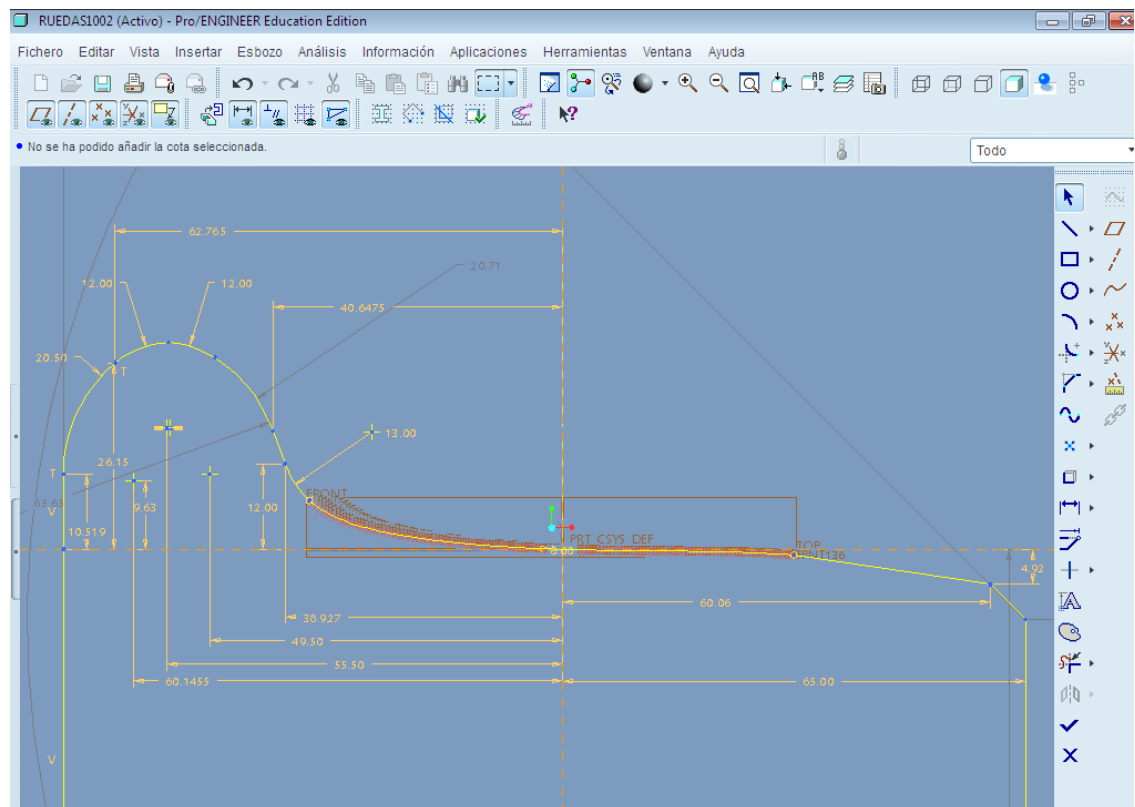 RUEDAS1002 (Activo) - Pro/ENGINEER Education Edition
Fichero Editar Vista Insertar Esbozo Análisis Información Aplicaciones Herramientas Ventana Ayuda
No se ha podido añadir la cota seleccionada.
Todo
62.765
20.71
12.00
12.00
40.6475
20.50
T
13.00
26.15
T
65.65
V
9.63
12.00
10.519
FRONT
PRT_CSYS_DEF
TOP
4.92
60.06
38.927
49.50
55.50
60.1455
65.00
V